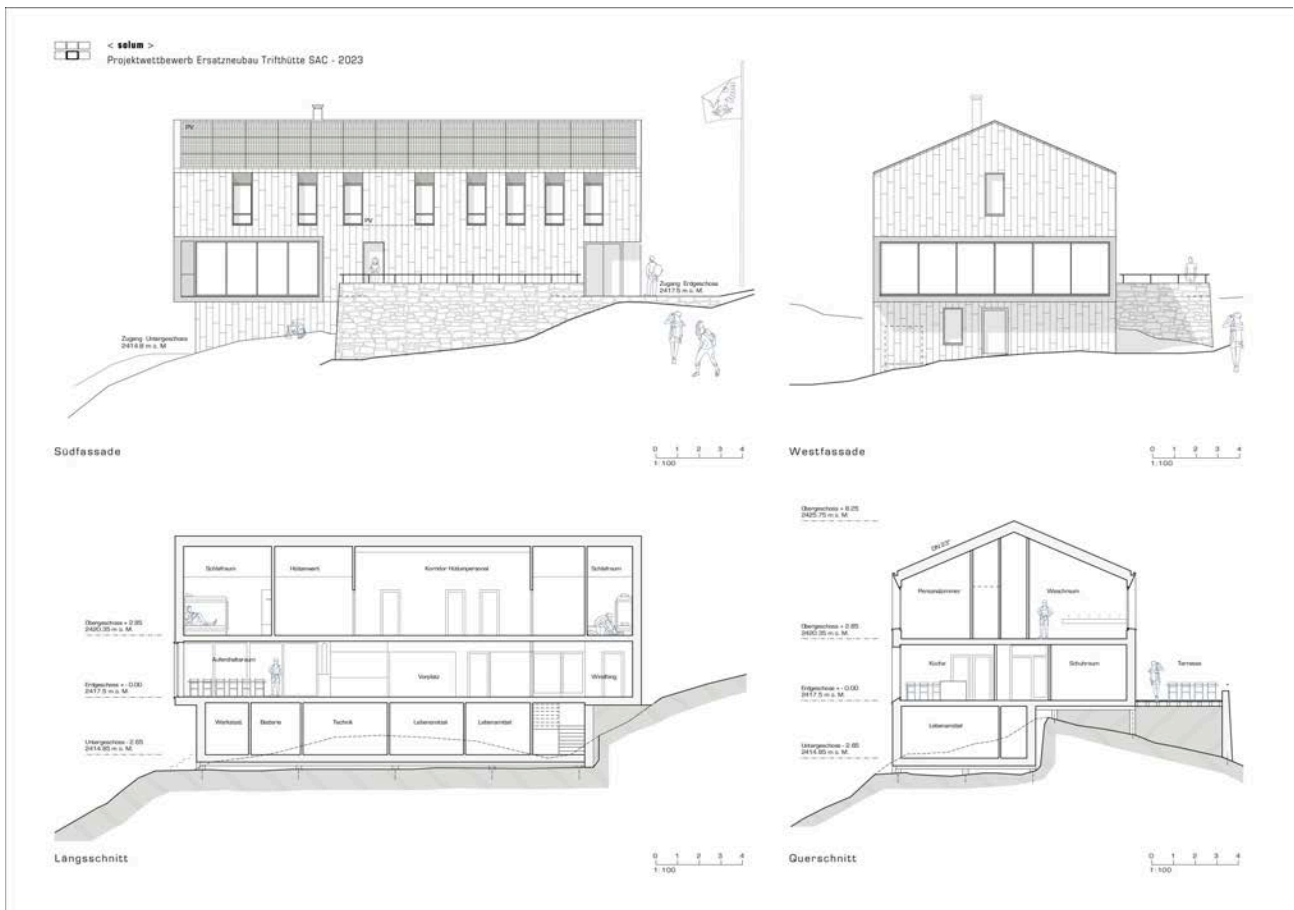 < solum >
Projektwettbewerb Ersatzneubau Trifthütte SAC - 2023
PV
PV
Zugang Erdgeschoss
2417.5 m ü. M.
Zugang Untergeschoss
2414.8 m ü. M
Südfassade
0 1 2 3 4
1:100
Westfassade
0 1 2 3 4
1:100
Schlafraum
Hüttenwart
Korridor Hüttenpersonal
Schlafraum
Obergeschoss + 2.85
2420.35 m ü. M.
Aufenthaltsraum
Vorplatz
Windfang
Erdgeschoss + - 0.00
2417.5 m ü. M.
Werkstatt
Batterie
Technik
Lebensmittel
Lebensmittel
Untergeschoss - 2.65
2414.85 m ü. M.
Längsschnitt
0 1 2 3 4
1:100
Obergeschoss + 8.25
2425.75 m ü. M.
DN 23°
Personalzimmer
Waschraum
Obergeschoss + 2.85
2420.35 m ü. M.
Küche
Schuhraum
Terrasse
Erdgeschoss + - 0.00
2417.5 m ü. M.
Lebensmittel
Untergeschoss - 2.65
2414.85 m ü. M.
Querschnitt
0 1 2 3 4
1:100